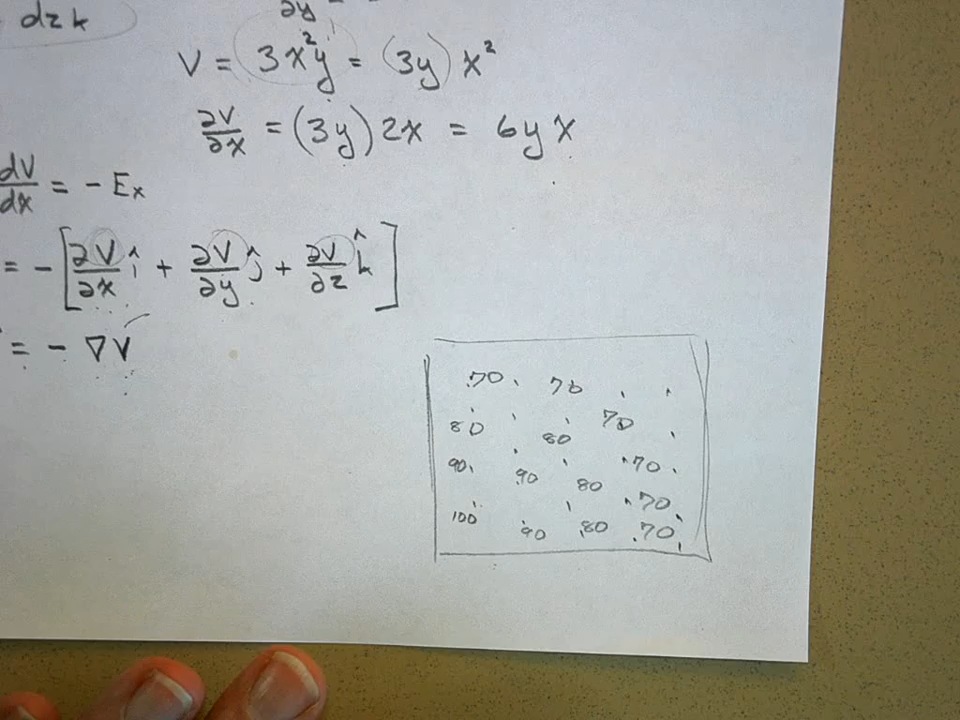 dz k
∂y
V = 3x²y = (3y) x²
∂V/∂x = (3y) 2x = 6y x
dV/dx = - Eₓ
= - [∂V/∂x î + ∂V/∂y ĵ + ∂V/∂z k̂]
= - ∇V
70 70
80 80 70
90 90 80 70
70
100 90 80 70